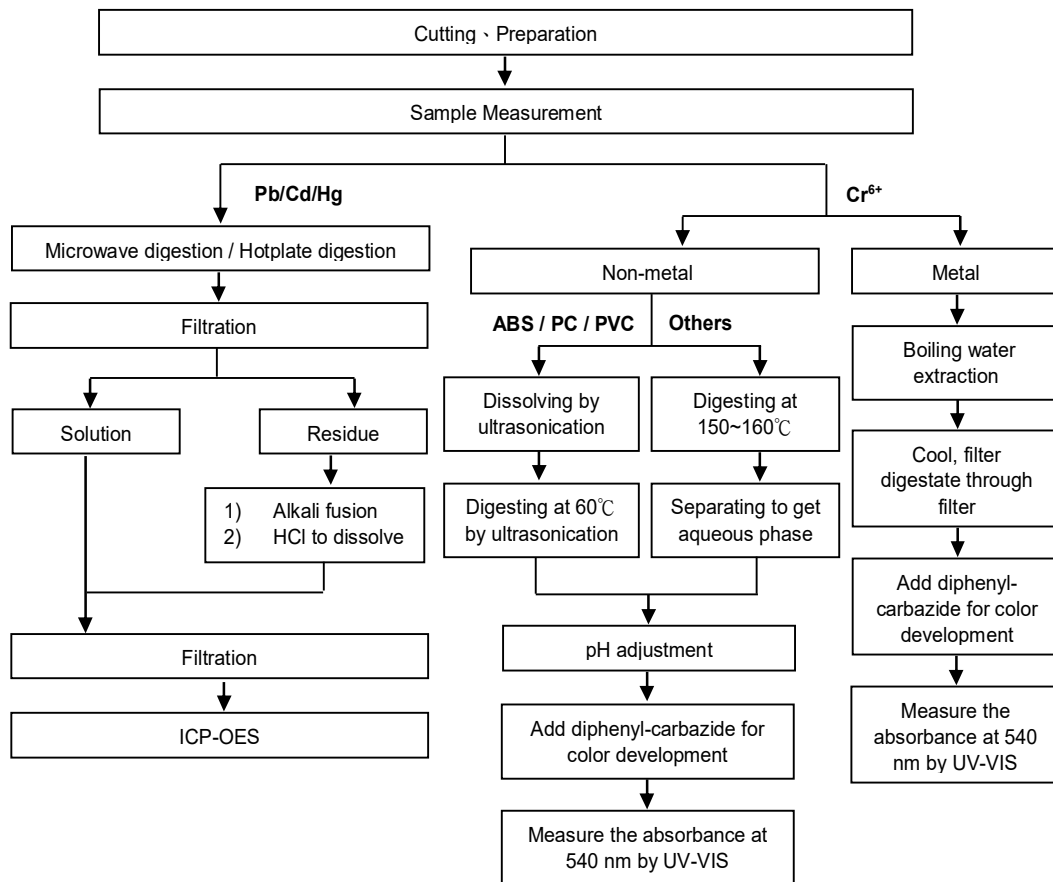 Cutting、Preparation
Sample Measurement
Pb/Cd/Hg
Cr⁶⁺
Microwave digestion / Hotplate digestion
Filtration
Solution
Residue
1) Alkali fusion
2) HCl to dissolve
Filtration
ICP-OES
Non-metal
ABS / PC / PVC
Others
Dissolving by
ultrasonication
Digesting at 60℃
by ultrasonication
Digesting at
150~160℃
Separating to get
aqueous phase
pH adjustment
Add diphenyl-carbazide for
color development
Measure the absorbance at
540 nm by UV-VIS
Metal
Boiling water
extraction
Cool, filter
digestate through
filter
Add diphenyl-
carbazide for color
development
Measure the
absorbance at 540
nm by UV-VIS